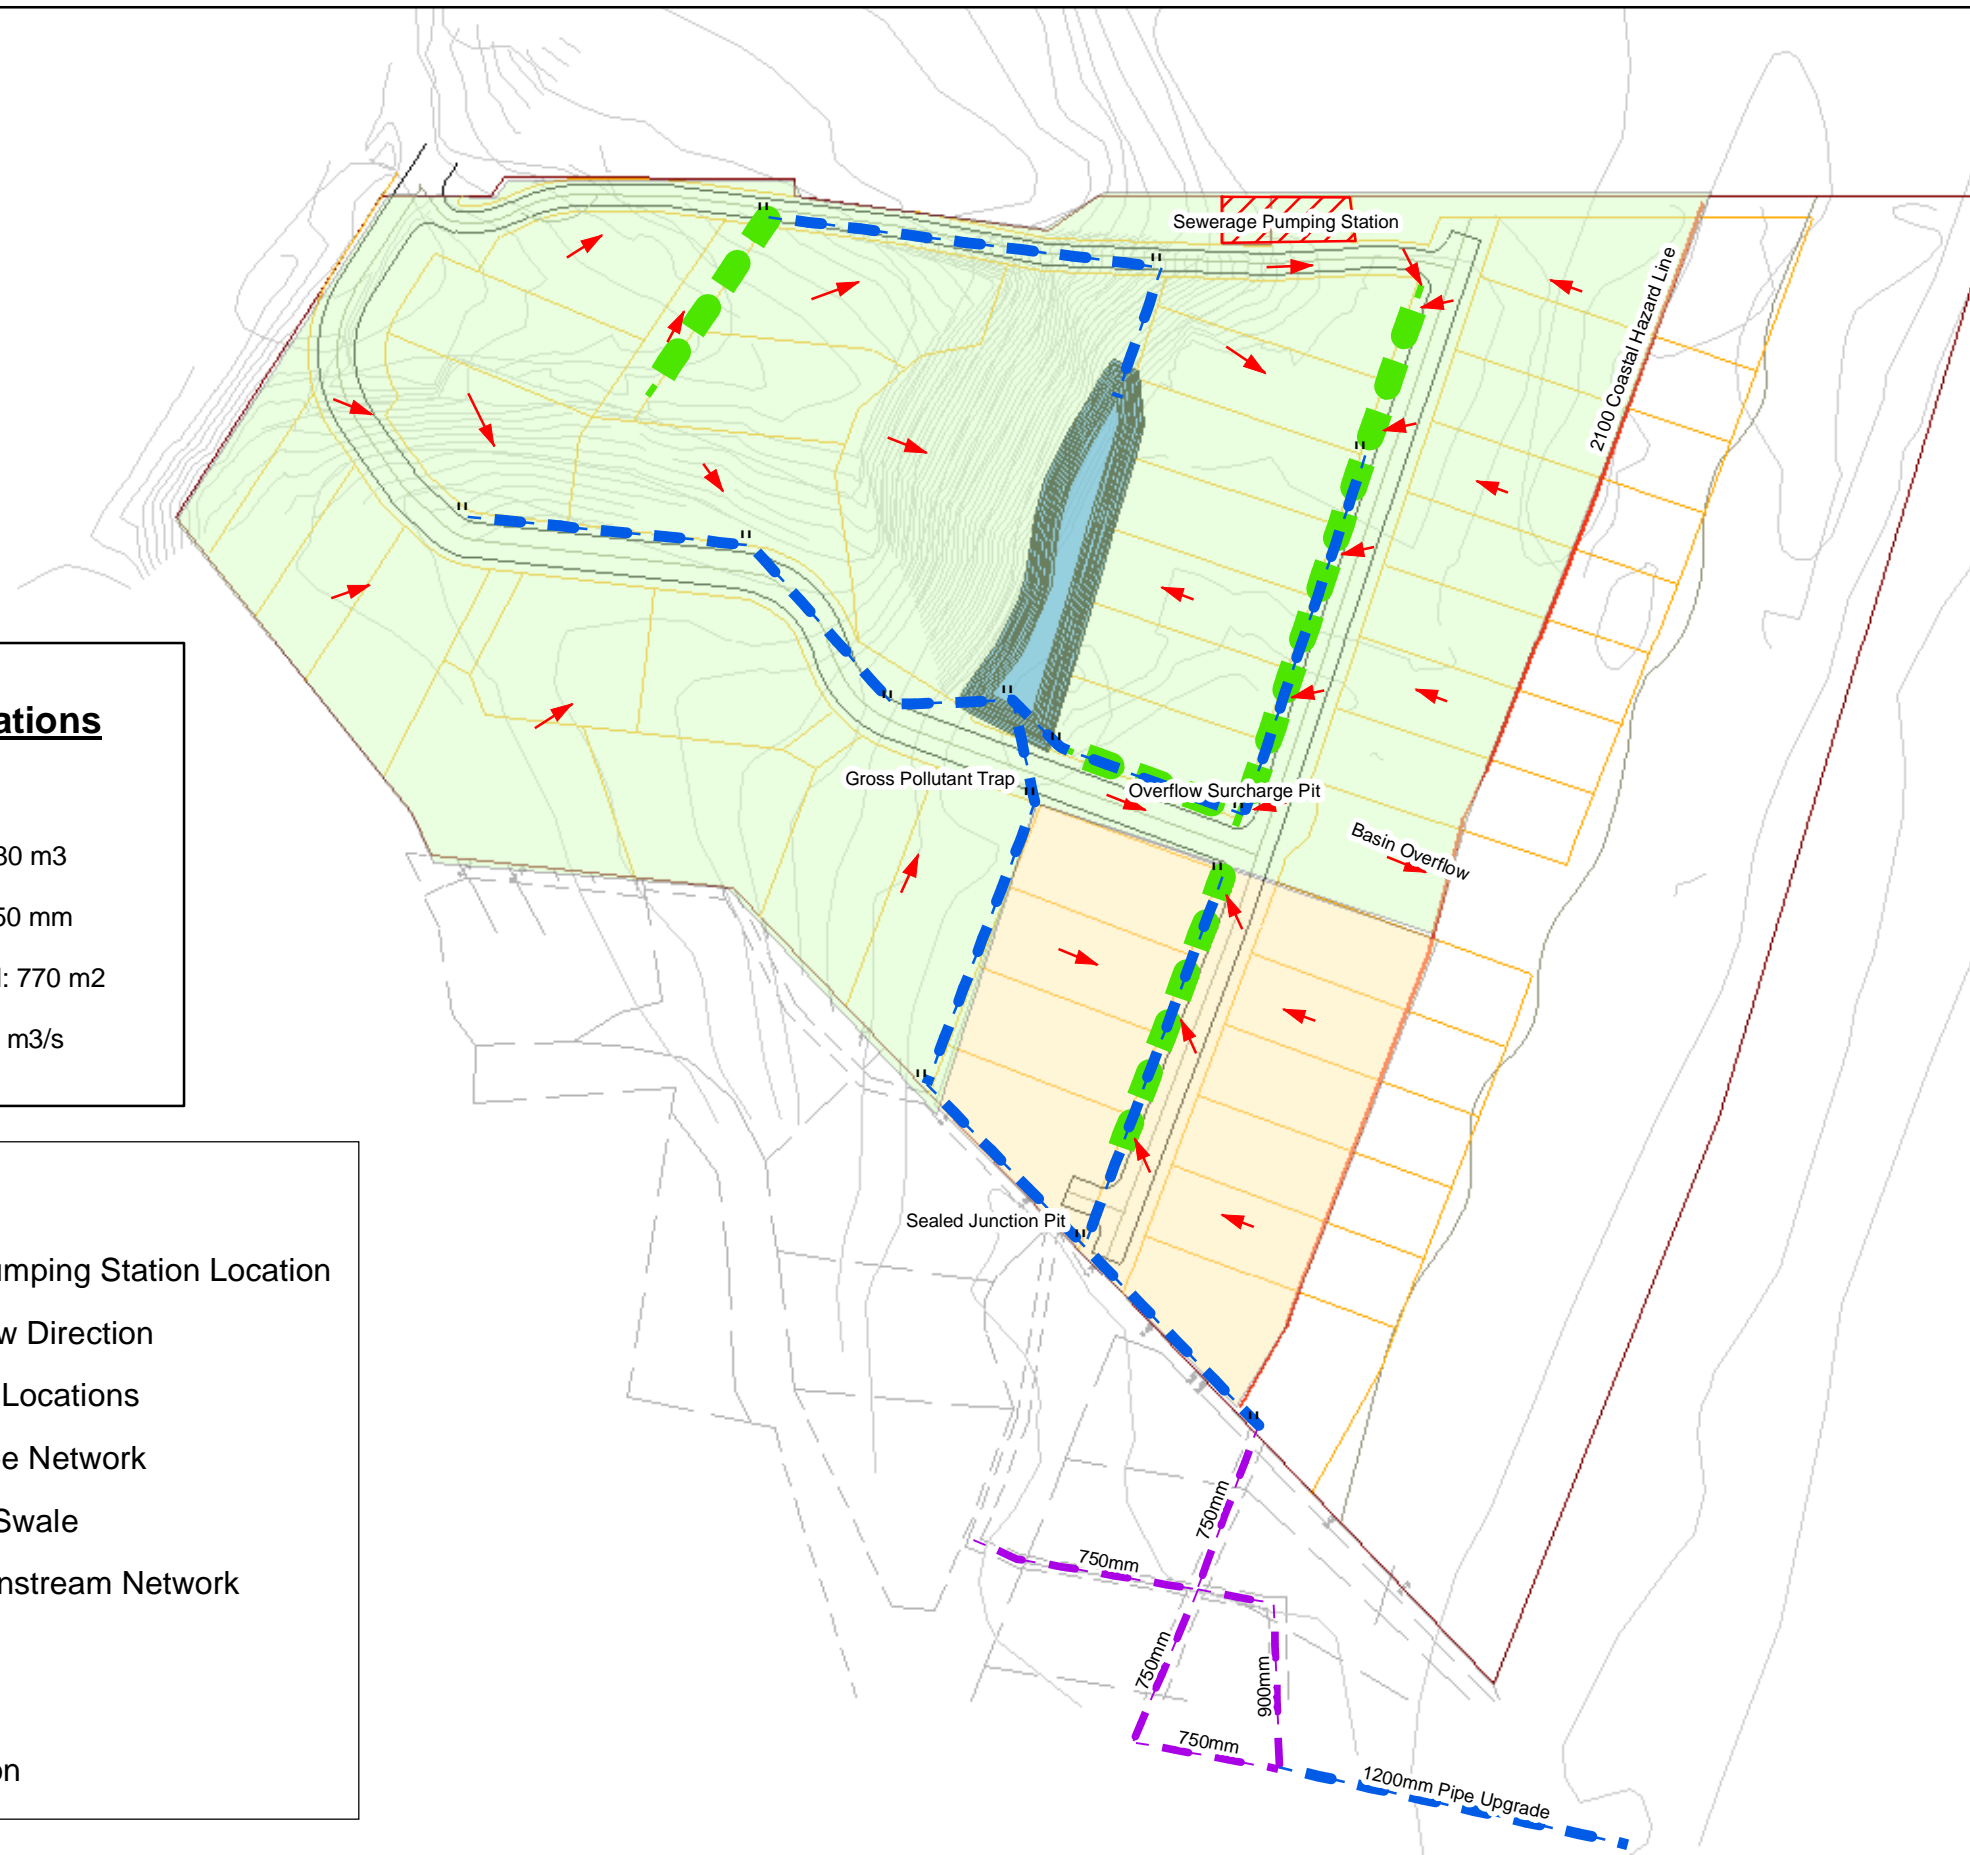 Sewerage Pumping Station
2100 Coastal Hazard Line
Gross Pollutant Trap
Overflow Surcharge Pit
Basin Overflow
Sealed Junction Pit
750mm
750mm
750mm
900mm
750mm
1200mm Pipe Upgrade
ations
30 m3
50 mm
l: 770 m2
m3/s
umping Station Location
w Direction
Locations
e Network
Swale
nstream Network
on